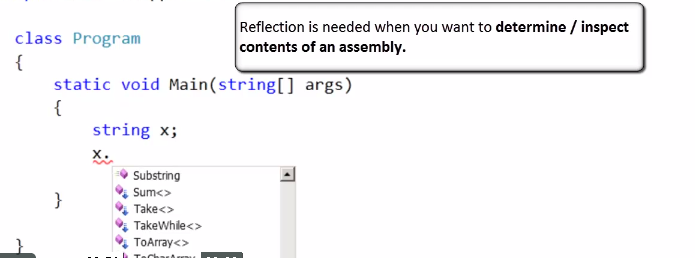 Reflection is needed when you want to determine / inspect
contents of an assembly.
class Program
{
static void Main(string[] args)
{
string x;
x.
Substring
Sum<>
Take<>
TakeWhile<>
ToArray<>
}
}